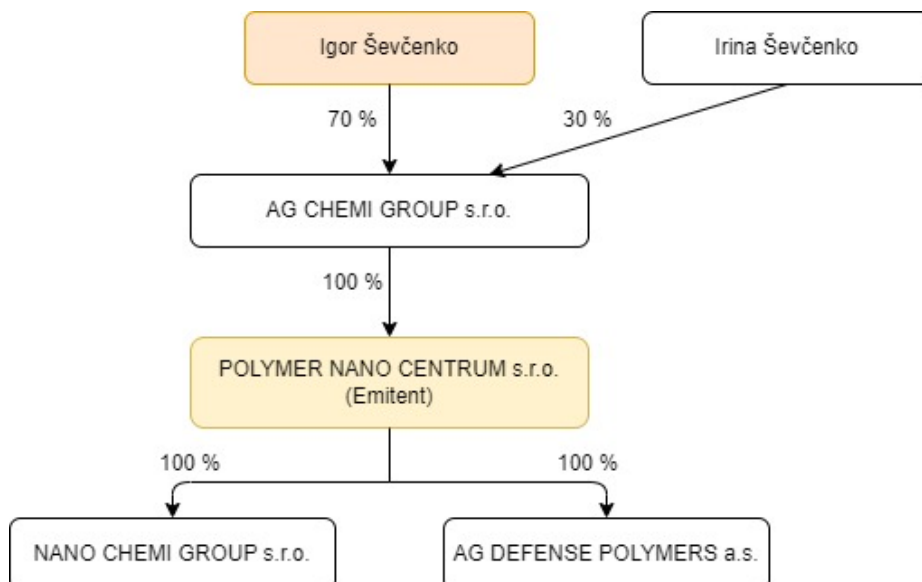 Igor Ševčenko
Irina Ševčenko
70 %
30 %
AG CHEMI GROUP s.r.o.
100 %
POLYMER NANO CENTRUM s.r.o.
(Emitent)
100 %
100 %
NANO CHEMI GROUP s.r.o.
AG DEFENSE POLYMERS a.s.